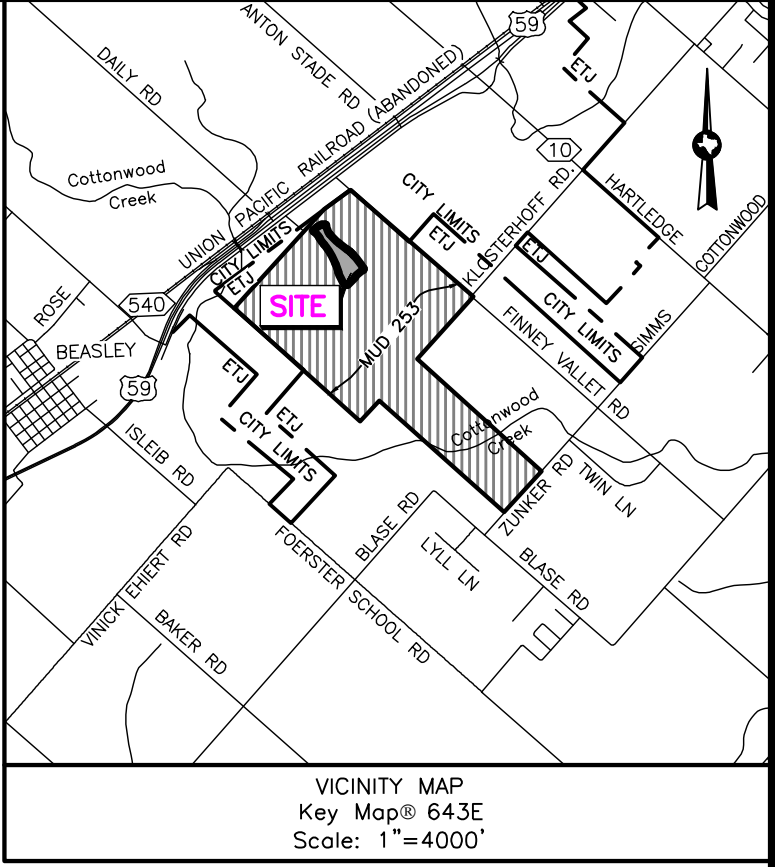 59
ANTON STADE RD
DAILY RD
ETJ
UNION PACIFIC RAILROAD (ABANDONED)
10
Cottonwood
Creek
CITY LIMITS
ETJ
KLOSTERHOFF RD.
HARTLEDGE
COTTONWOOD
CITY LIMITS
ETJ
ETJ
CITY LIMITS
SIMMS
SITE
MUD 253
540
ROSE
BEASLEY
59
FINNEY VALLET RD
ETJ
ETJ
CITY LIMITS
Cottonwood
Creek
ISLEIB RD
ZUNKER RD
TWIN LN
BLASE RD
LYLL LN
BLASE RD
FOERSTER SCHOOL RD
VINICK EHIERT RD
BAKER RD
VICINITY MAP
Key Map® 643E
Scale: 1"=4000'